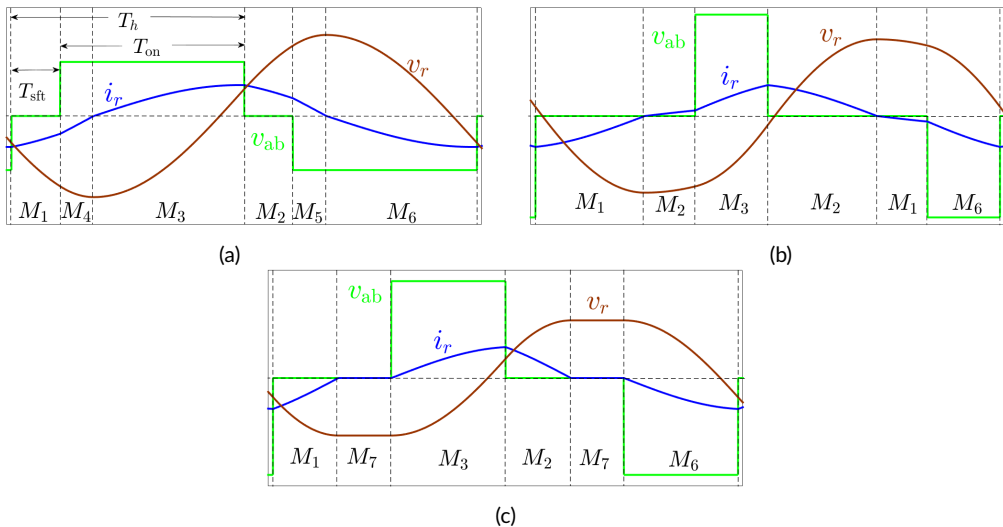 T_h
T_on
T_sft
i_r
v_r
v_ab
M_1 M_4 M_3 M_2 M_5 M_6
(a)
v_ab
v_r
i_r
M_1 M_2 M_3 M_2 M_1 M_6
(b)
v_ab
v_r
i_r
M_1 M_7 M_3 M_2 M_7 M_6
(c)